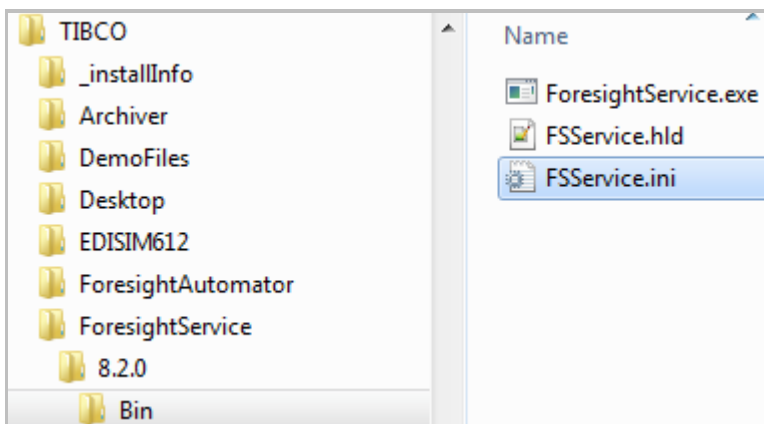 TIBCO
_installInfo
Archiver
DemoFiles
Desktop
EDISIM612
ForesightAutomator
ForesightService
8.2.0
Bin
Name
ForesightService.exe
FSService.hld
FSService.ini